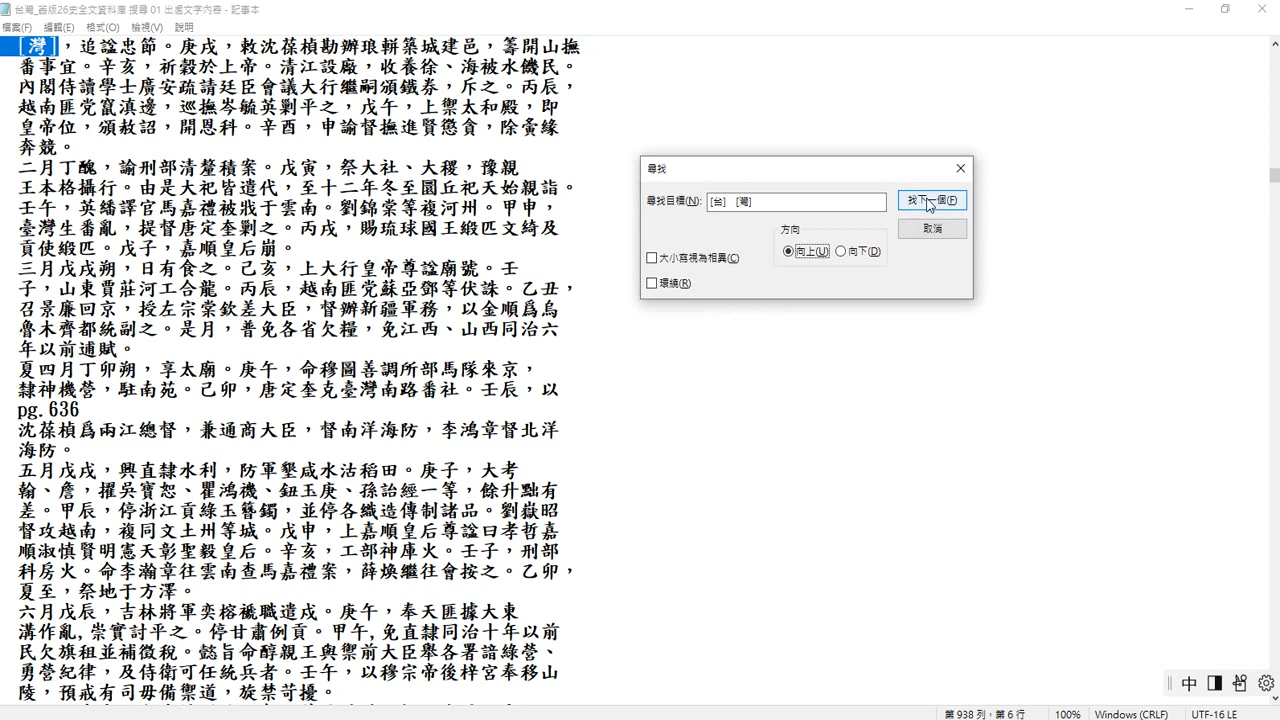 台灣_舊版26史全文資料庫 搜尋 01 出處文字內容 - 記事本
檔案(F) 編輯(E) 格式(O) 檢視(V) 說明
[灣]，追諡忠節。庚戌，敕沈葆楨勘辦琅𤩝築城建邑，籌開山撫
番事宜。辛亥，祈穀於上帝。清江設廠，收養徐、海被水饑民。
內閣侍讀學士廣安疏請廷臣會議大行繼嗣頒鐵券，斥之。丙辰，
越南匪黨竄滇邊，巡撫岑毓英剿平之，戊午，上禦太和殿，即
皇帝位，頒赦詔，開恩科。辛酉，申諭督撫進賢懲貪，除夤緣
奔競。
二月丁醜，諭刑部清釐積案。戊寅，祭大社、大稷，豫親
王本格攝行。由是大祀皆遣代，至十二年冬至圜丘祀天始親詣。
壬午，英繙譯官馬嘉禮被戕于雲南。劉錦棠等複河州。甲申，
臺灣生番亂，提督唐定奎剿之。丙戌，賜琉球國王緞匹文綺及
貢使緞匹。戊子，嘉順皇后崩。
三月戊戌朔，日有食之。己亥，上大行皇帝尊諡廟號。壬
子，山東賈莊河工合龍。丙辰，越南匪黨蘇亞鄧等伏誅。乙丑，
召景廉回京，授左宗棠欽差大臣，督辦新疆軍務，以金順爲烏
魯木齊都統副之。是月，普免各省欠糧，免江西、山西同治六
年以前逋賦。
夏四月丁卯朔，享太廟。庚午，命穆圖善調所部馬隊來京，
隸神機營，駐南苑。己卯，唐定奎克臺灣南路番社。壬辰，以
pg.636
沈葆楨爲兩江總督，兼通商大臣，督南洋海防，李鴻章督北洋
海防。
五月戊戌，興直隸水利，防軍墾咸水沽稻田。庚子，大考
翰、詹，擢吳寶恕、瞿鴻禨、鈕玉庚、孫詒經一等，餘升黜有
差。甲辰，停浙江貢綠玉簪鐲，並停各織造傳制諸品。劉嶽昭
督攻越南，複同文土州等城。戊申，上嘉順皇后尊諡曰孝哲嘉
順淑慎賢明憲天彰聖毅皇后。辛亥，工部神庫火。壬子，刑部
科房火。命李瀚章往雲南查馬嘉禮案，薛煥繼往會按之。乙卯，
夏至，祭地于方澤。
六月戊辰，吉林將軍奕榕褫職遣戍。庚午，奉天匪據大東
溝作亂,崇實討平之。停甘肅例貢。甲午,免直隸同治十年以前
民欠旗租並補徵稅。懿旨命醇親王與禦前大臣舉各署諳綠營、
勇營紀律，及侍衛可任統兵者。壬午，以穆宗帝後梓宮奉移山
陵，預戒有司毋備禦道，旋禁苛擾。
尋找
尋找目標(N): [台] [灣] 找下一個(F)
方向 取消
大小寫視為相異(C) 向上(U) 向下(D)
環繞(R)
中
第 938 列，第 6 行 100% Windows (CRLF) UTF-16 LE